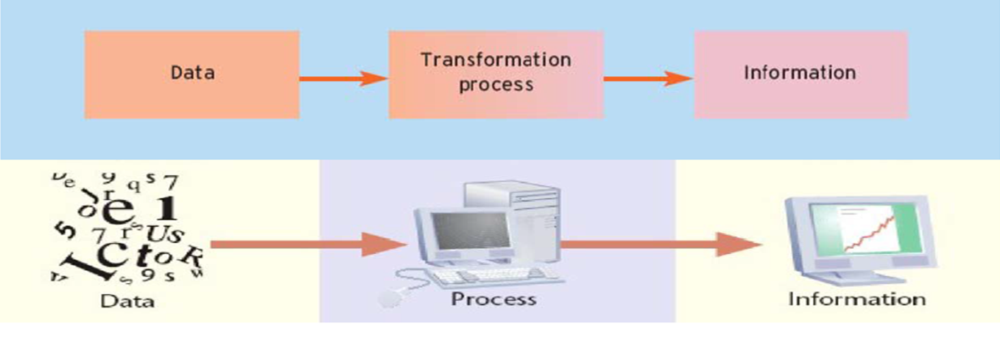 Data
Transformation
process
Information
Data
Process
Information